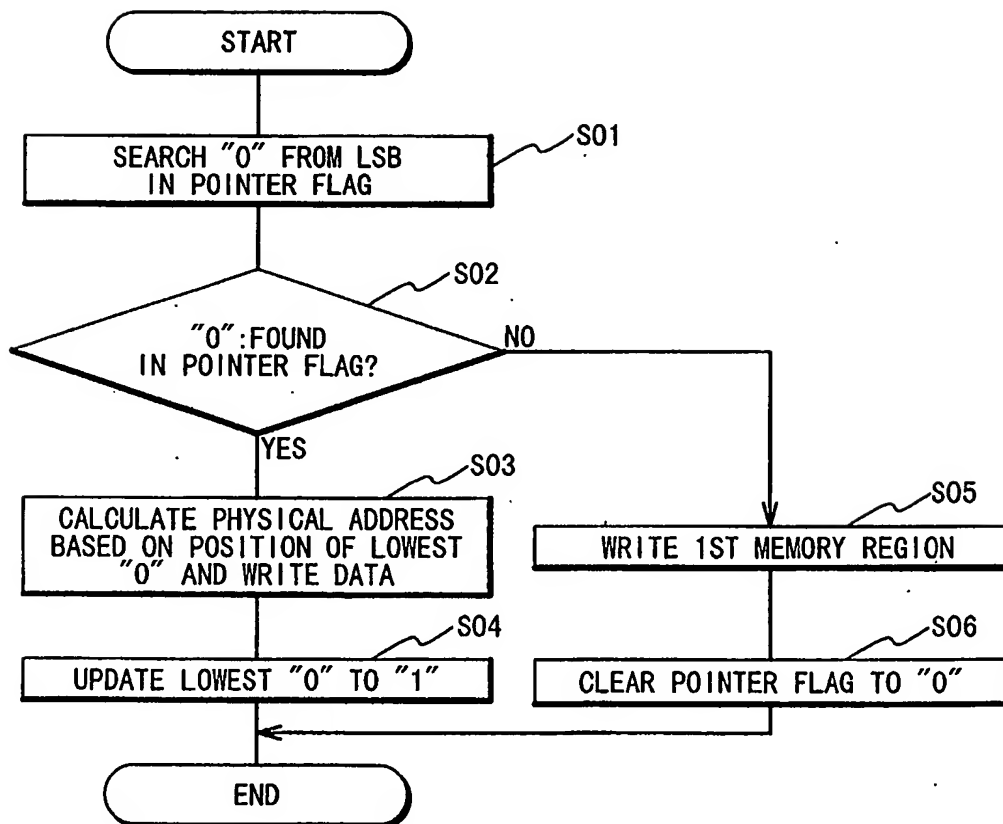 START
S01
SEARCH "0" FROM LSB
IN POINTER FLAG
S02
"0":FOUND
IN POINTER FLAG?
NO
YES
S03
CALCULATE PHYSICAL ADDRESS
BASED ON POSITION OF LOWEST
"0" AND WRITE DATA
S05
WRITE 1ST MEMORY REGION
S04
UPDATE LOWEST "0" TO "1"
S06
CLEAR POINTER FLAG TO "0"
END